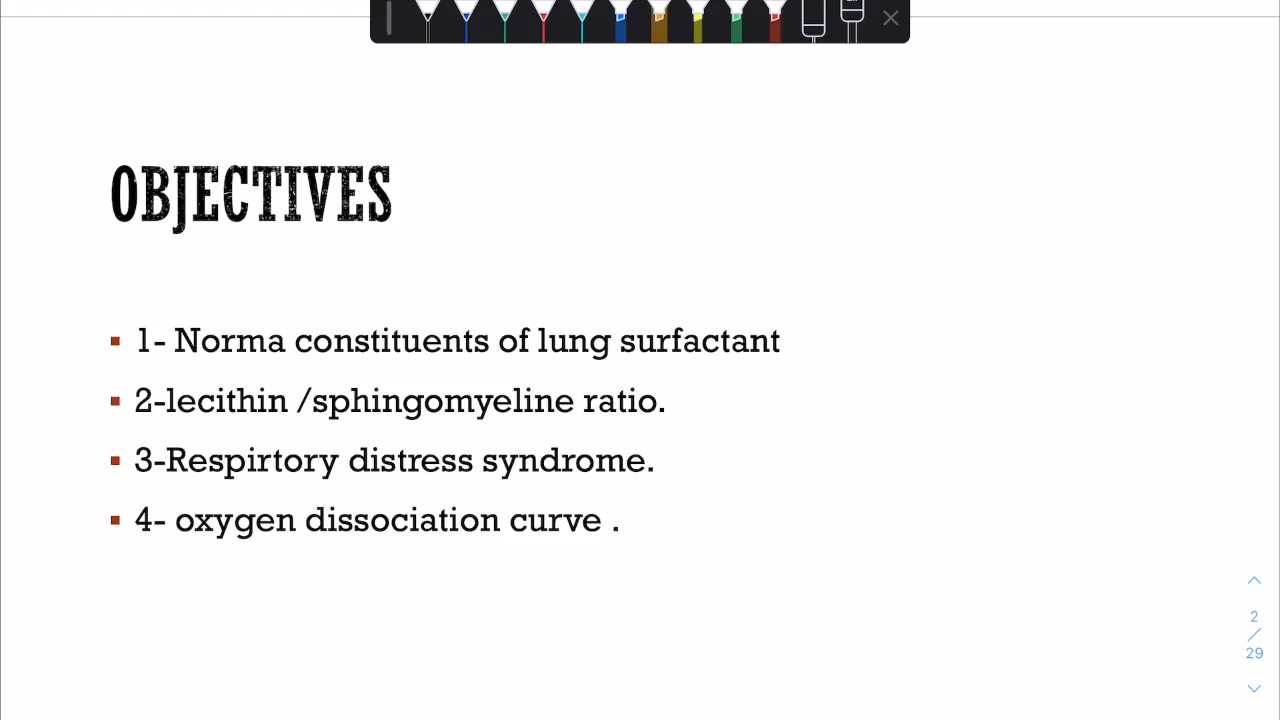 OBJECTIVES
▪ 1- Norma constituents of lung surfactant
▪ 2-lecithin /sphingomyeline ratio.
▪ 3-Respirtory distress syndrome.
▪ 4- oxygen dissociation curve .
2
/
29